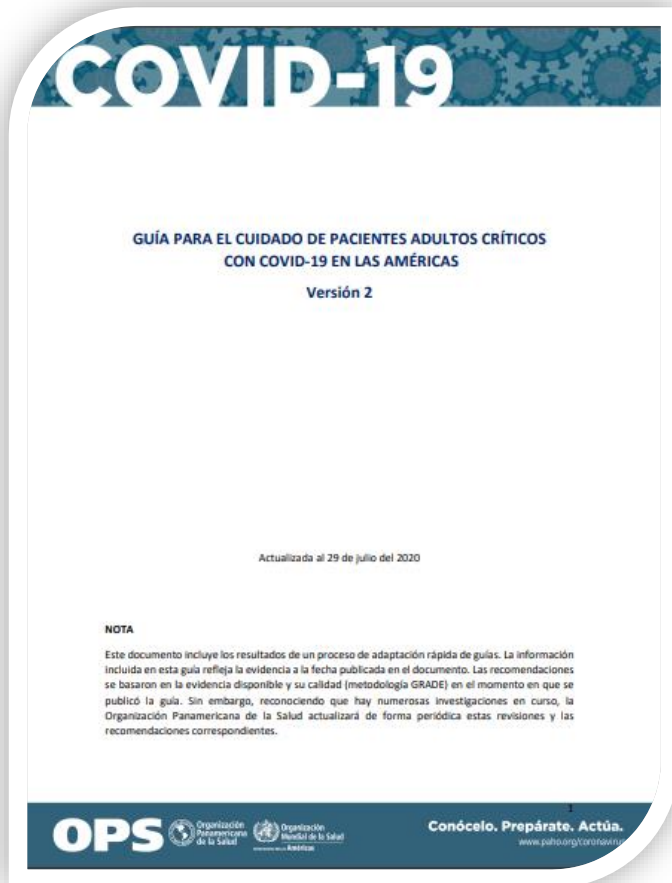 COVID-19
GUÍA PARA EL CUIDADO DE PACIENTES ADULTOS CRÍTICOS
CON COVID-19 EN LAS AMÉRICAS
Versión 2
Actualizada al 29 de julio del 2020
NOTA
Este documento incluye los resultados de un proceso de adaptación rápida de guías. La información
incluida en esta guía refleja la evidencia a la fecha publicada en el documento. Las recomendaciones
se basaron en la evidencia disponible y su calidad (metodología GRADE) en el momento en que se
publicó la guía. Sin embargo, reconociendo que hay numerosas investigaciones en curso, la
Organización Panamericana de la Salud actualizará de forma periódica estas revisiones y las
recomendaciones correspondientes.
1
OPS
Organización
Panamericana
de la Salud
Organización
Mundial de la Salud
Américas
Conócelo. Prepárate. Actúa.
www.paho.org/coronavirus